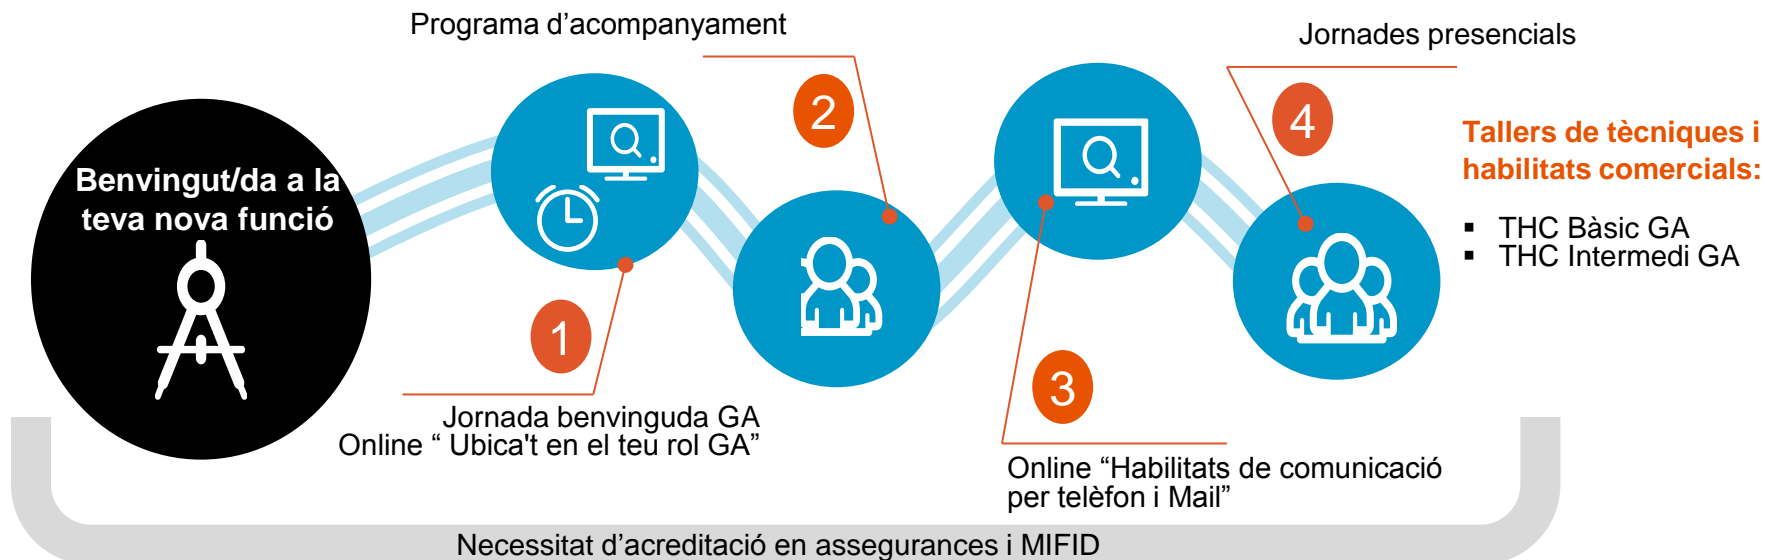 Benvingut/da a la
teva nova funció
1
Jornada benvinguda GA
Online “ Ubica't en el teu rol GA”
Programa d’acompanyament
2
3
Online “Habilitats de comunicació
per telèfon i Mail”
Jornades presencials
4
Tallers de tècniques i
habilitats comercials:
▪ THC Bàsic GA
▪ THC Intermedi GA
Necessitat d’acreditació en assegurances i MIFID